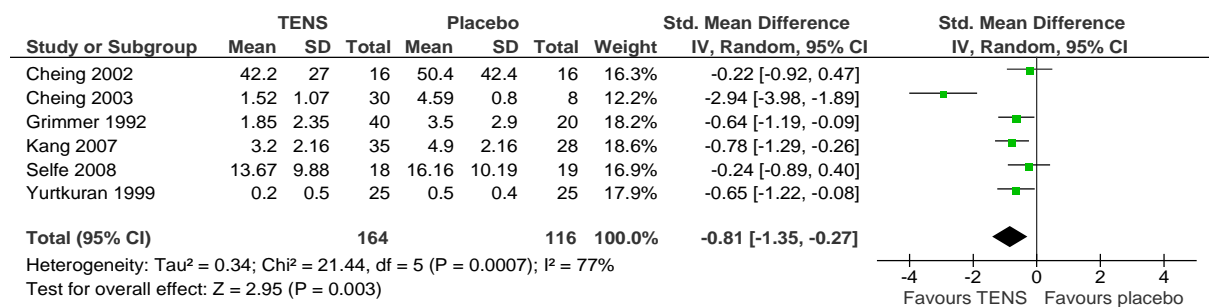 TENS Placebo Std. Mean Difference Std. Mean Difference
Study or Subgroup Mean SD Total Mean SD Total Weight IV, Random, 95% CI IV, Random, 95% CI
Cheing 2002 42.2 27 16 50.4 42.4 16 16.3% -0.22 [-0.92, 0.47]
Cheing 2003 1.52 1.07 30 4.59 0.8 8 12.2% -2.94 [-3.98, -1.89]
Grimmer 1992 1.85 2.35 40 3.5 2.9 20 18.2% -0.64 [-1.19, -0.09]
Kang 2007 3.2 2.16 35 4.9 2.16 28 18.6% -0.78 [-1.29, -0.26]
Selfe 2008 13.67 9.88 18 16.16 10.19 19 16.9% -0.24 [-0.89, 0.40]
Yurtkuran 1999 0.2 0.5 25 0.5 0.4 25 17.9% -0.65 [-1.22, -0.08]
Total (95% CI) 164 116 100.0% -0.81 [-1.35, -0.27]
Heterogeneity: Tau² = 0.34; Chi² = 21.44, df = 5 (P = 0.0007); I² = 77%
Test for overall effect: Z = 2.95 (P = 0.003)
-4 -2 0 2 4
Favours TENS Favours placebo